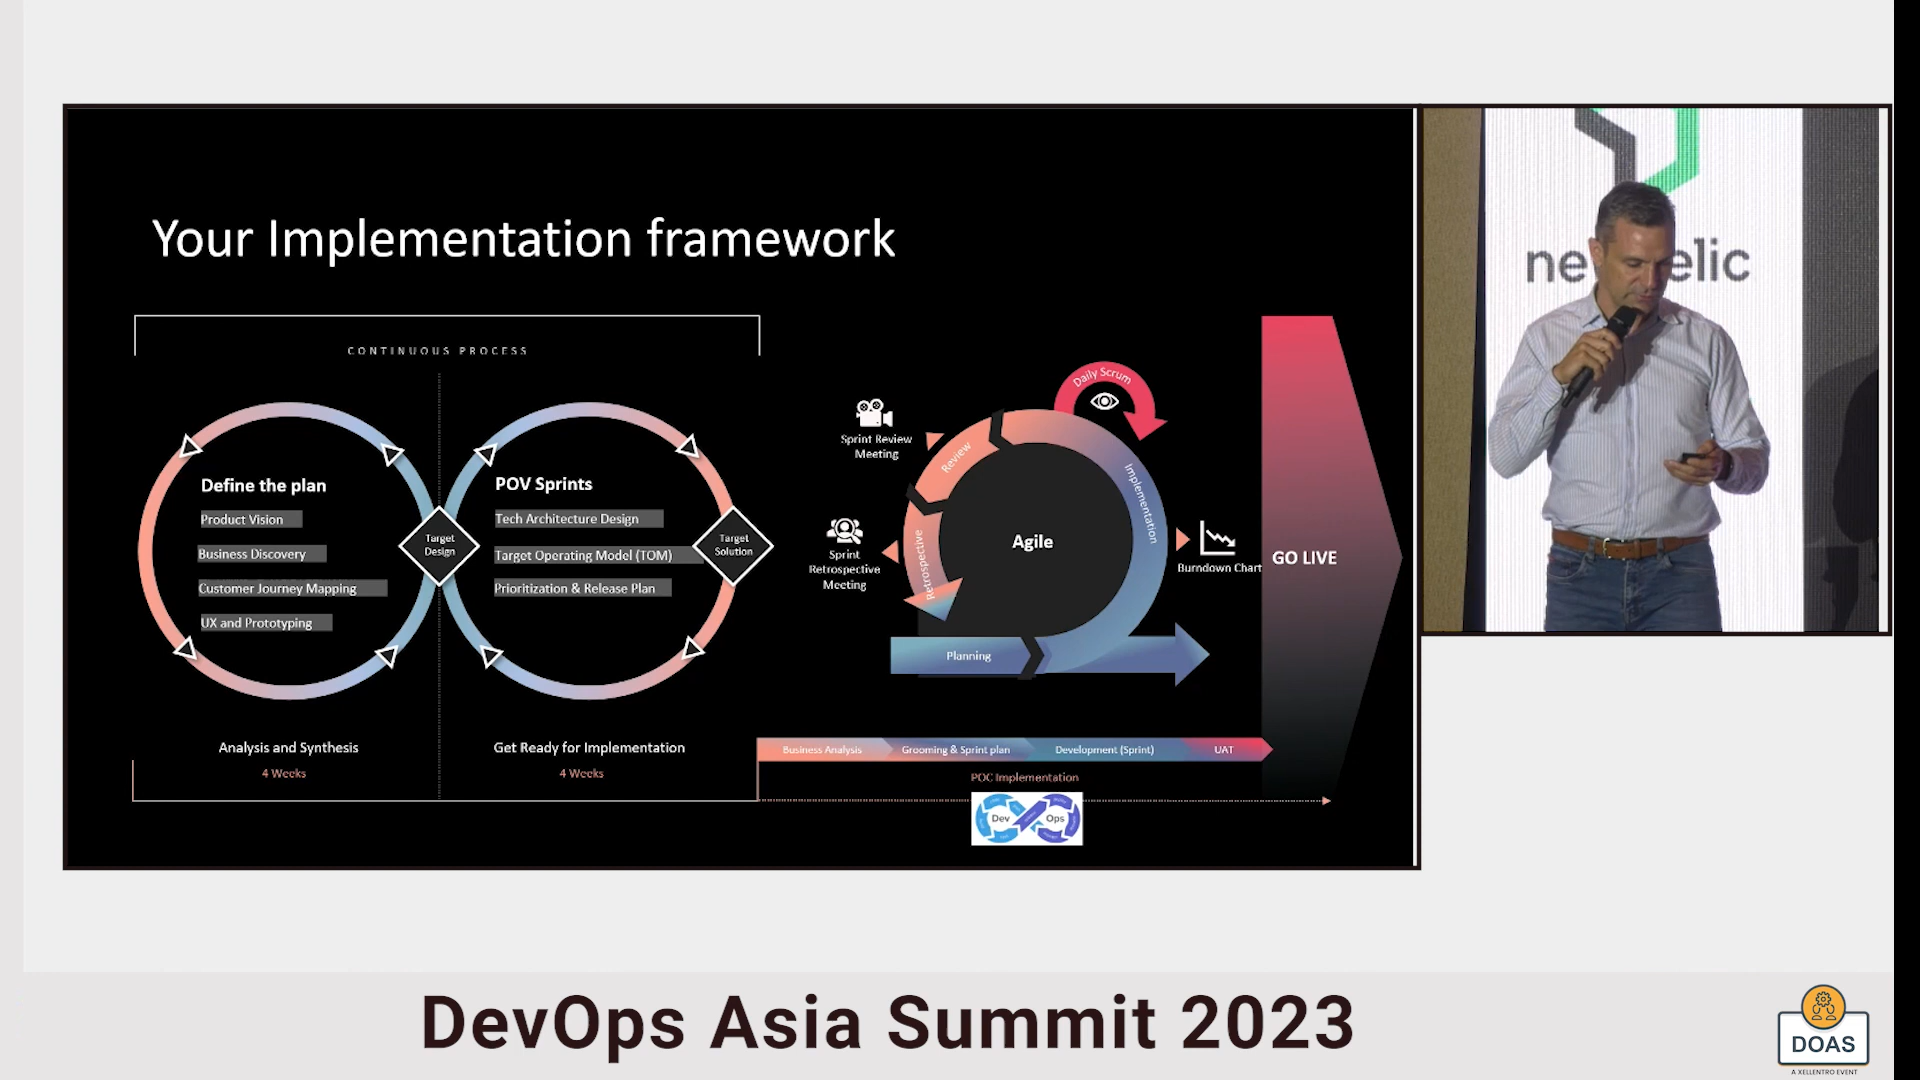 Your Implementation framework
CONTINUOUS PROCESS
Define the plan
Product Vision
Business Discovery
Customer Journey Mapping
UX and Prototyping
Target
Design
POV Sprints
Tech Architecture Design
Target Operating Model (TOM)
Prioritization & Release Plan
Target
Solution
Analysis and Synthesis
4 Weeks
Get Ready for Implementation
4 Weeks
Sprint Review
Meeting
Sprint
Retrospective
Meeting
Daily Scrum
Review
Retrospective
Implementation
Agile
Planning
Burndown Chart
GO LIVE
Business Analysis
Grooming & Sprint plan
Development (Sprint)
UAT
POC Implementation
Dev
Ops
ne elic
DevOps Asia Summit 2023
DOAS
A XELLENTRO EVENT